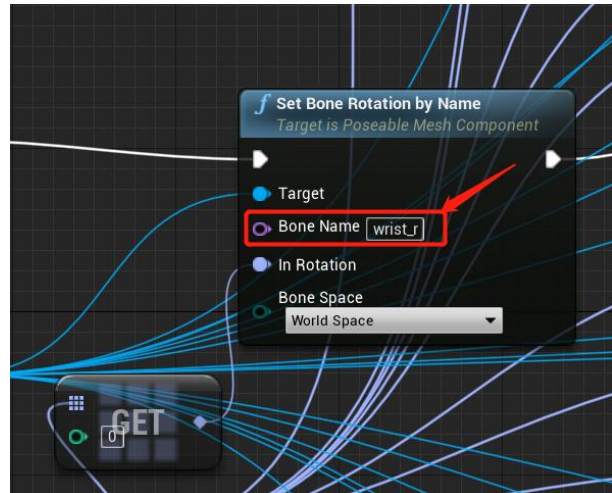 f Set Bone Rotation by Name
Target is Poseable Mesh Component
Target
Bone Name wrist_r
In Rotation
Bone Space
World Space
GET
0